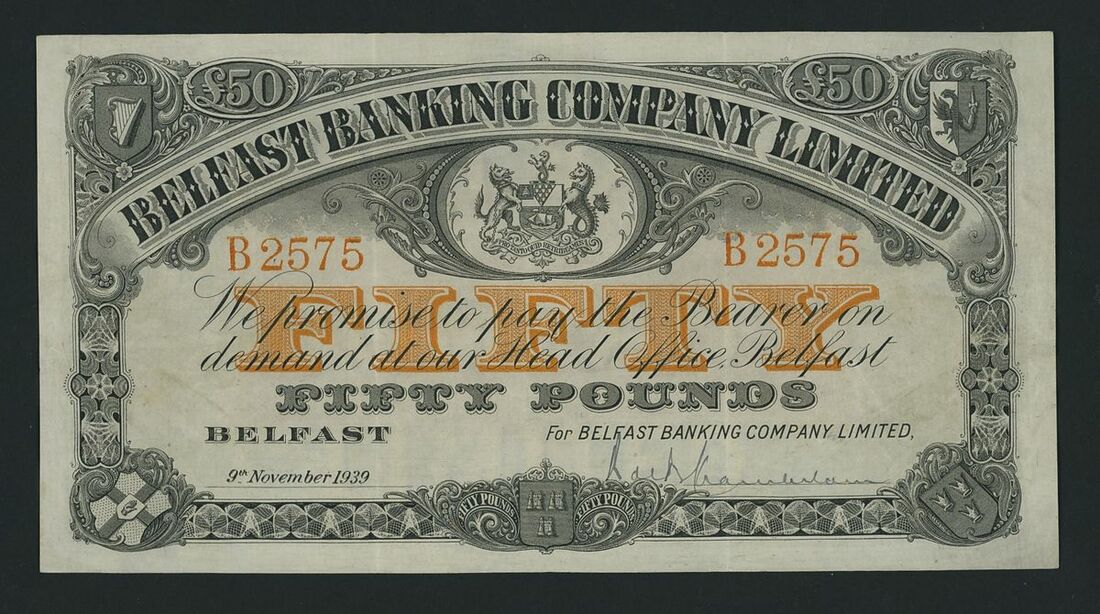 £50 £50
BELFAST BANKING COMPANY LIMITED
B 2575 B 2575
FIFTY
We promise to pay the Bearer on
demand at our Head Office, Belfast
FIFTY POUNDS
BELFAST For BELFAST BANKING COMPANY LIMITED,
9th November 1939
FIFTY POUNDS FIFTY POUNDS